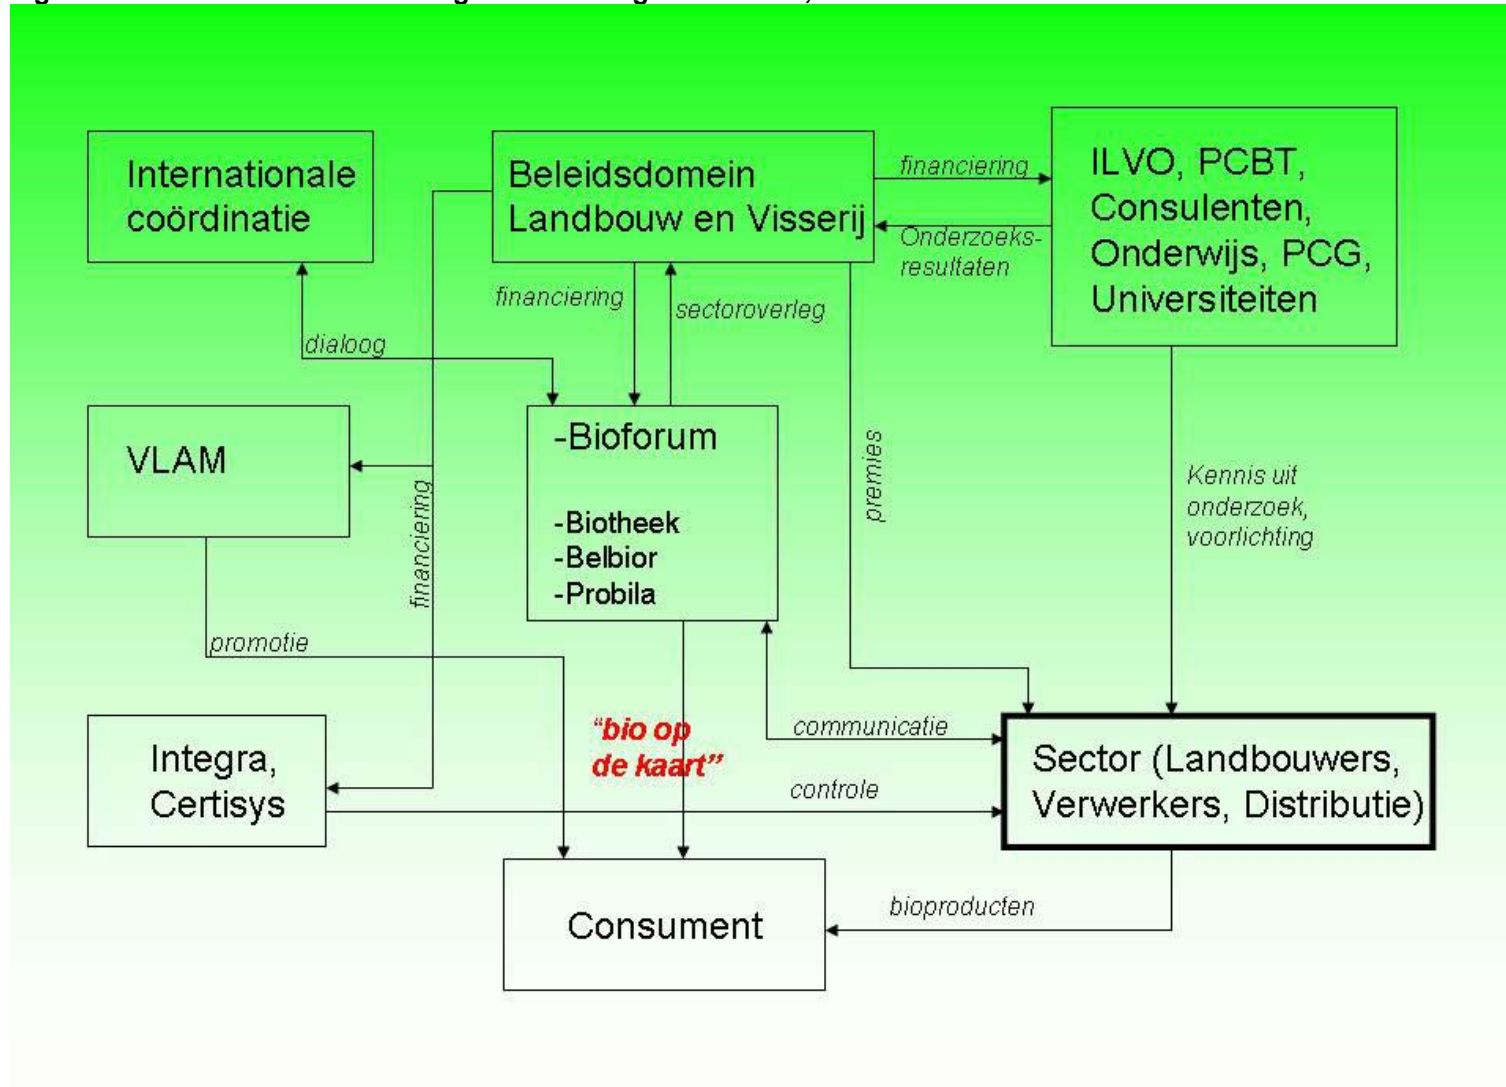 Internationale
coördinatie
Beleidsdomein
Landbouw en Visserij
financiering
Onderzoeks-
resultaten
ILVO, PCBT,
Consulenten,
Onderwijs, PCG,
Universiteiten
financiering
sectoroverleg
dialoog
VLAM
financiering
-Bioforum
-Biotheek
-Belbior
-Probila
premies
Kennis uit
onderzoek,
voorlichting
promotie
Integra,
Certisys
"bio op
de kaart"
communicatie
controle
Sector (Landbouwers,
Verwerkers, Distributie)
Consument
bioproducten